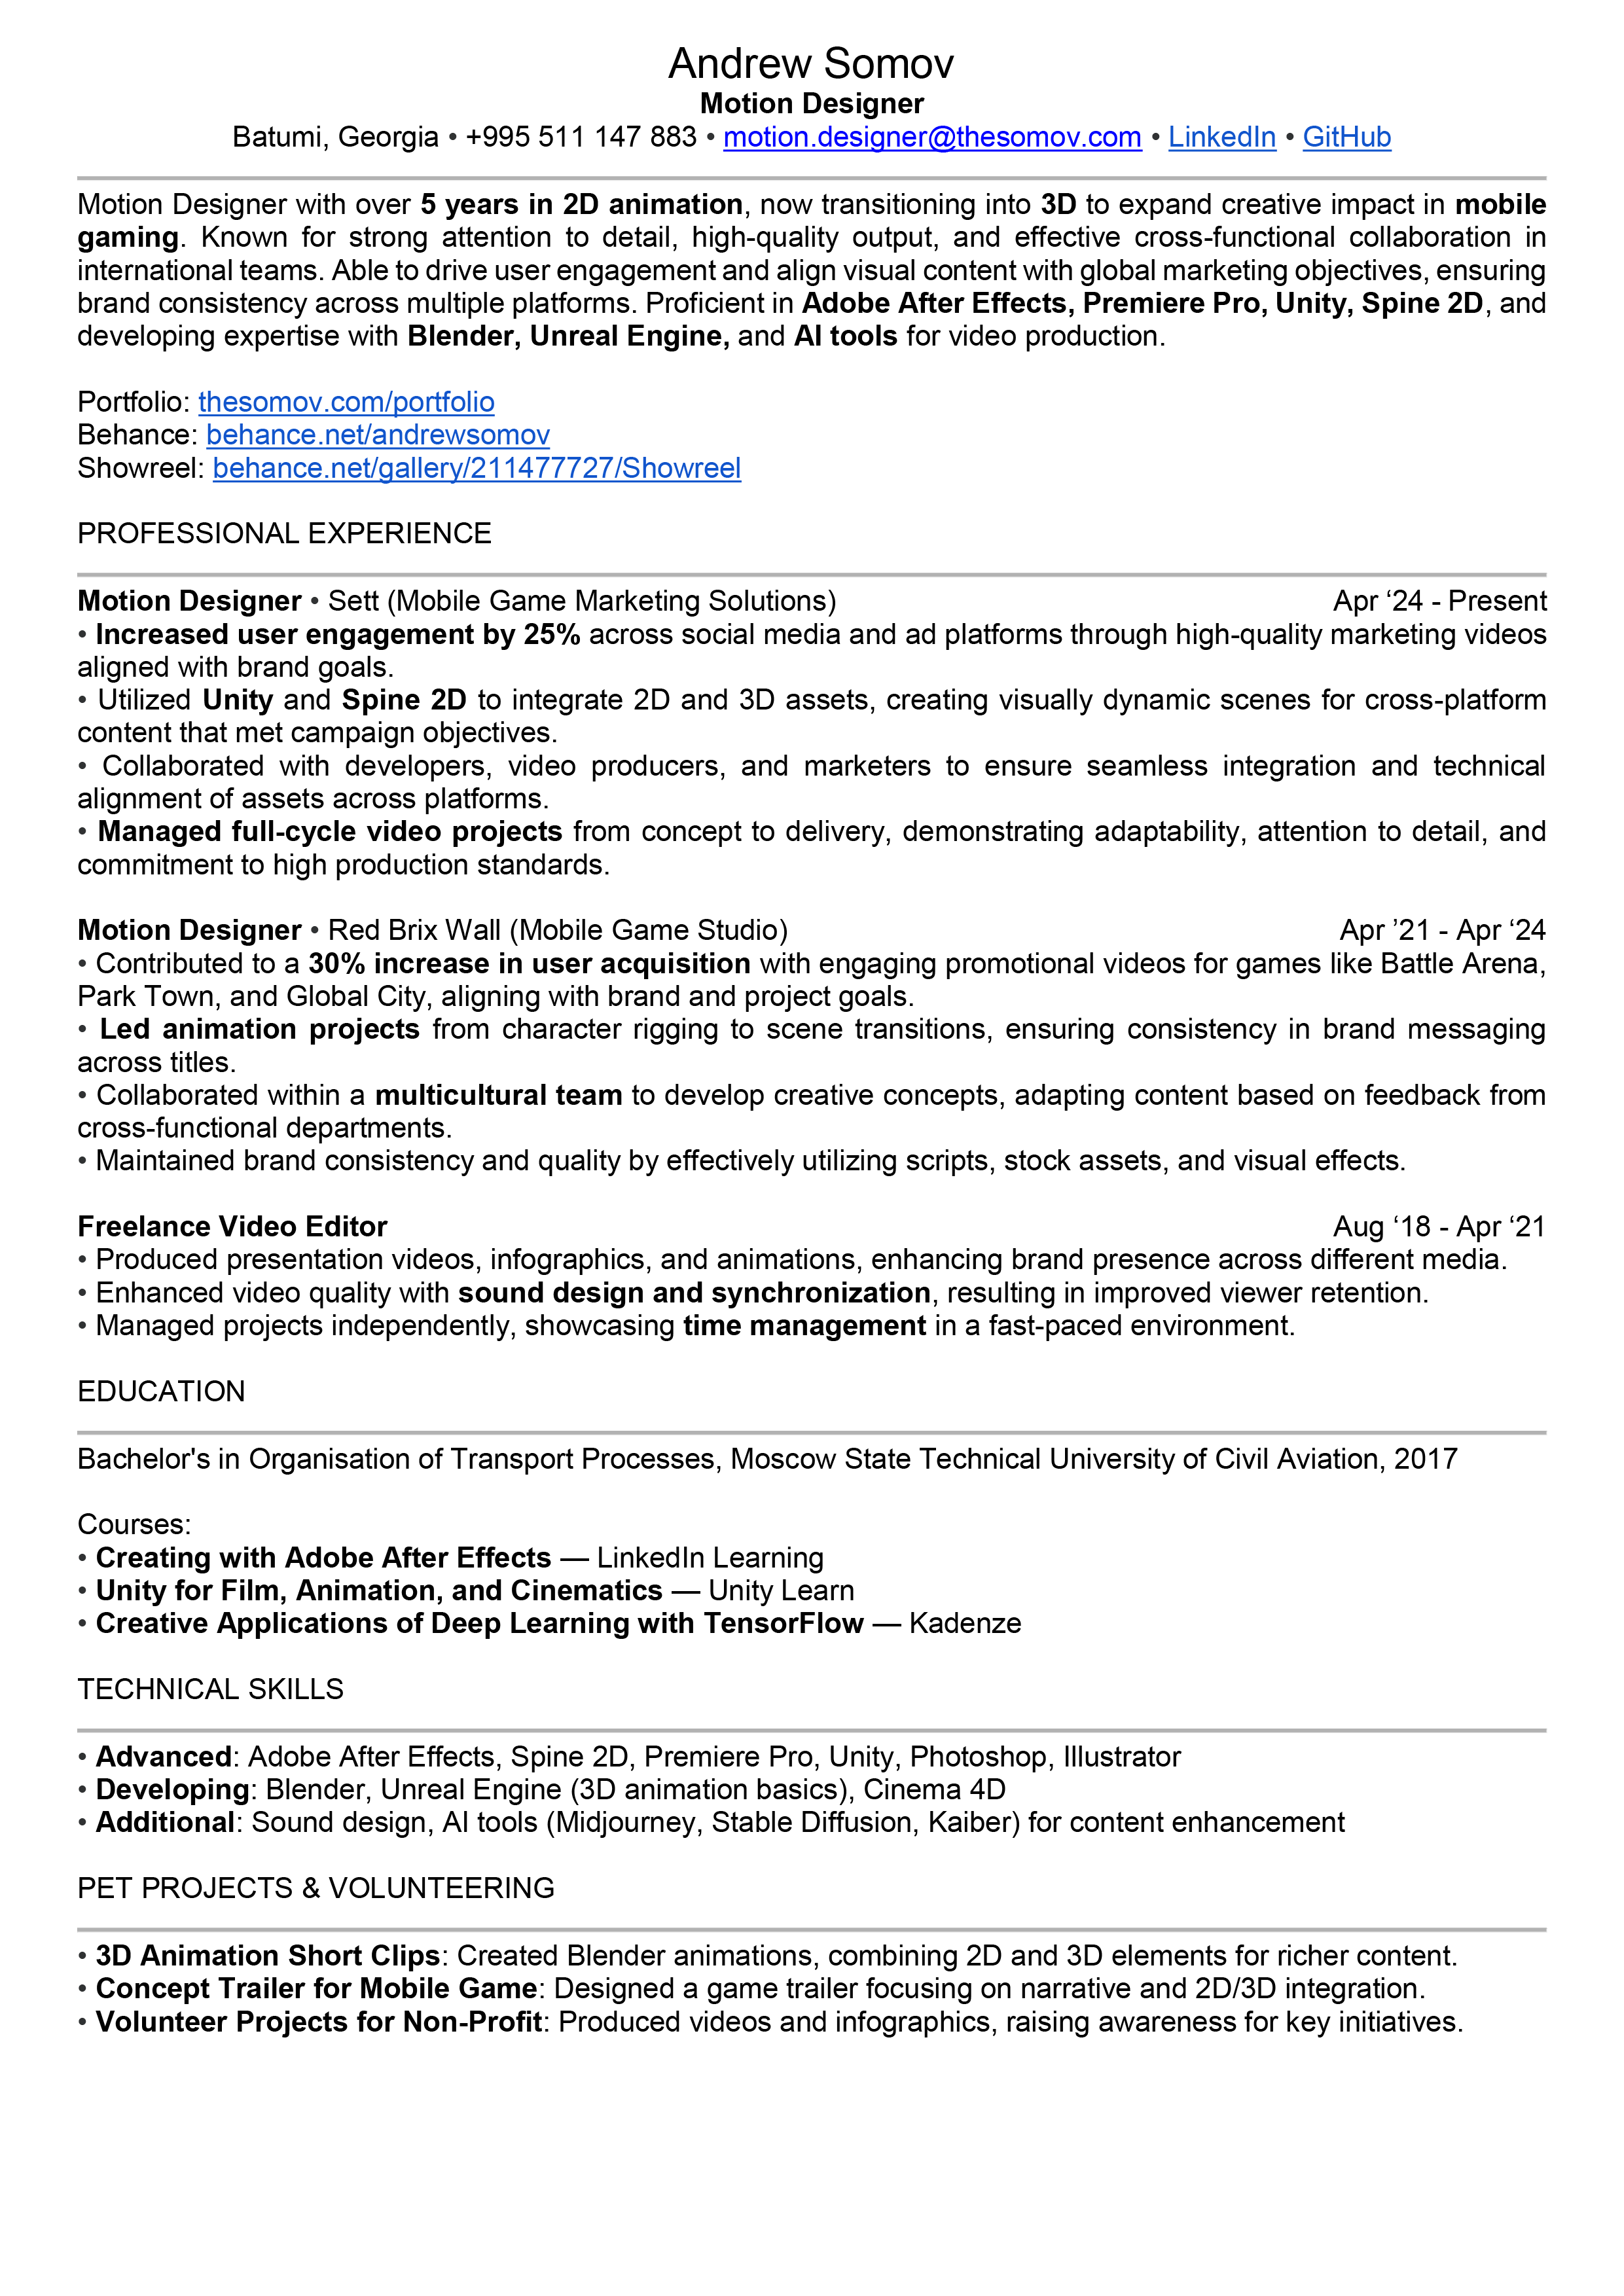 Andrew Somov
Motion Designer
Batumi, Georgia • +995 511 147 883 • motion.designer@thesomov.com • LinkedIn • GitHub
Motion Designer with over 5 years in 2D animation, now transitioning into 3D to expand creative impact in mobile
gaming. Known for strong attention to detail, high-quality output, and effective cross-functional collaboration in
international teams. Able to drive user engagement and align visual content with global marketing objectives, ensuring
brand consistency across multiple platforms. Proficient in Adobe After Effects, Premiere Pro, Unity, Spine 2D, and
developing expertise with Blender, Unreal Engine, and AI tools for video production.
Portfolio: thesomov.com/portfolio
Behance: behance.net/andrewsomov
Showreel: behance.net/gallery/211477727/Showreel
PROFESSIONAL EXPERIENCE
Motion Designer • Sett (Mobile Game Marketing Solutions) Apr ‘24 - Present
• Increased user engagement by 25% across social media and ad platforms through high-quality marketing videos
aligned with brand goals.
• Utilized Unity and Spine 2D to integrate 2D and 3D assets, creating visually dynamic scenes for cross-platform
content that met campaign objectives.
• Collaborated with developers, video producers, and marketers to ensure seamless integration and technical
alignment of assets across platforms.
• Managed full-cycle video projects from concept to delivery, demonstrating adaptability, attention to detail, and
commitment to high production standards.
Motion Designer • Red Brix Wall (Mobile Game Studio) Apr ’21 - Apr ‘24
• Contributed to a 30% increase in user acquisition with engaging promotional videos for games like Battle Arena,
Park Town, and Global City, aligning with brand and project goals.
• Led animation projects from character rigging to scene transitions, ensuring consistency in brand messaging
across titles.
• Collaborated within a multicultural team to develop creative concepts, adapting content based on feedback from
cross-functional departments.
• Maintained brand consistency and quality by effectively utilizing scripts, stock assets, and visual effects.
Freelance Video Editor Aug ‘18 - Apr ‘21
• Produced presentation videos, infographics, and animations, enhancing brand presence across different media.
• Enhanced video quality with sound design and synchronization, resulting in improved viewer retention.
• Managed projects independently, showcasing time management in a fast-paced environment.
EDUCATION
Bachelor's in Organisation of Transport Processes, Moscow State Technical University of Civil Aviation, 2017
Courses:
• Creating with Adobe After Effects — LinkedIn Learning
• Unity for Film, Animation, and Cinematics — Unity Learn
• Creative Applications of Deep Learning with TensorFlow — Kadenze
TECHNICAL SKILLS
• Advanced: Adobe After Effects, Spine 2D, Premiere Pro, Unity, Photoshop, Illustrator
• Developing: Blender, Unreal Engine (3D animation basics), Cinema 4D
• Additional: Sound design, AI tools (Midjourney, Stable Diffusion, Kaiber) for content enhancement
PET PROJECTS & VOLUNTEERING
• 3D Animation Short Clips: Created Blender animations, combining 2D and 3D elements for richer content.
• Concept Trailer for Mobile Game: Designed a game trailer focusing on narrative and 2D/3D integration.
• Volunteer Projects for Non-Profit: Produced videos and infographics, raising awareness for key initiatives.